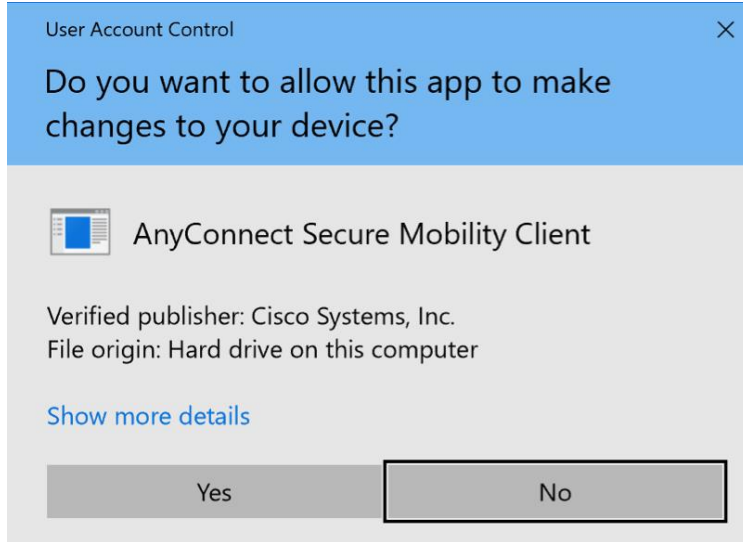 User Account Control
Do you want to allow this app to make
changes to your device?
AnyConnect Secure Mobility Client
Verified publisher: Cisco Systems, Inc.
File origin: Hard drive on this computer
Show more details
Yes
No